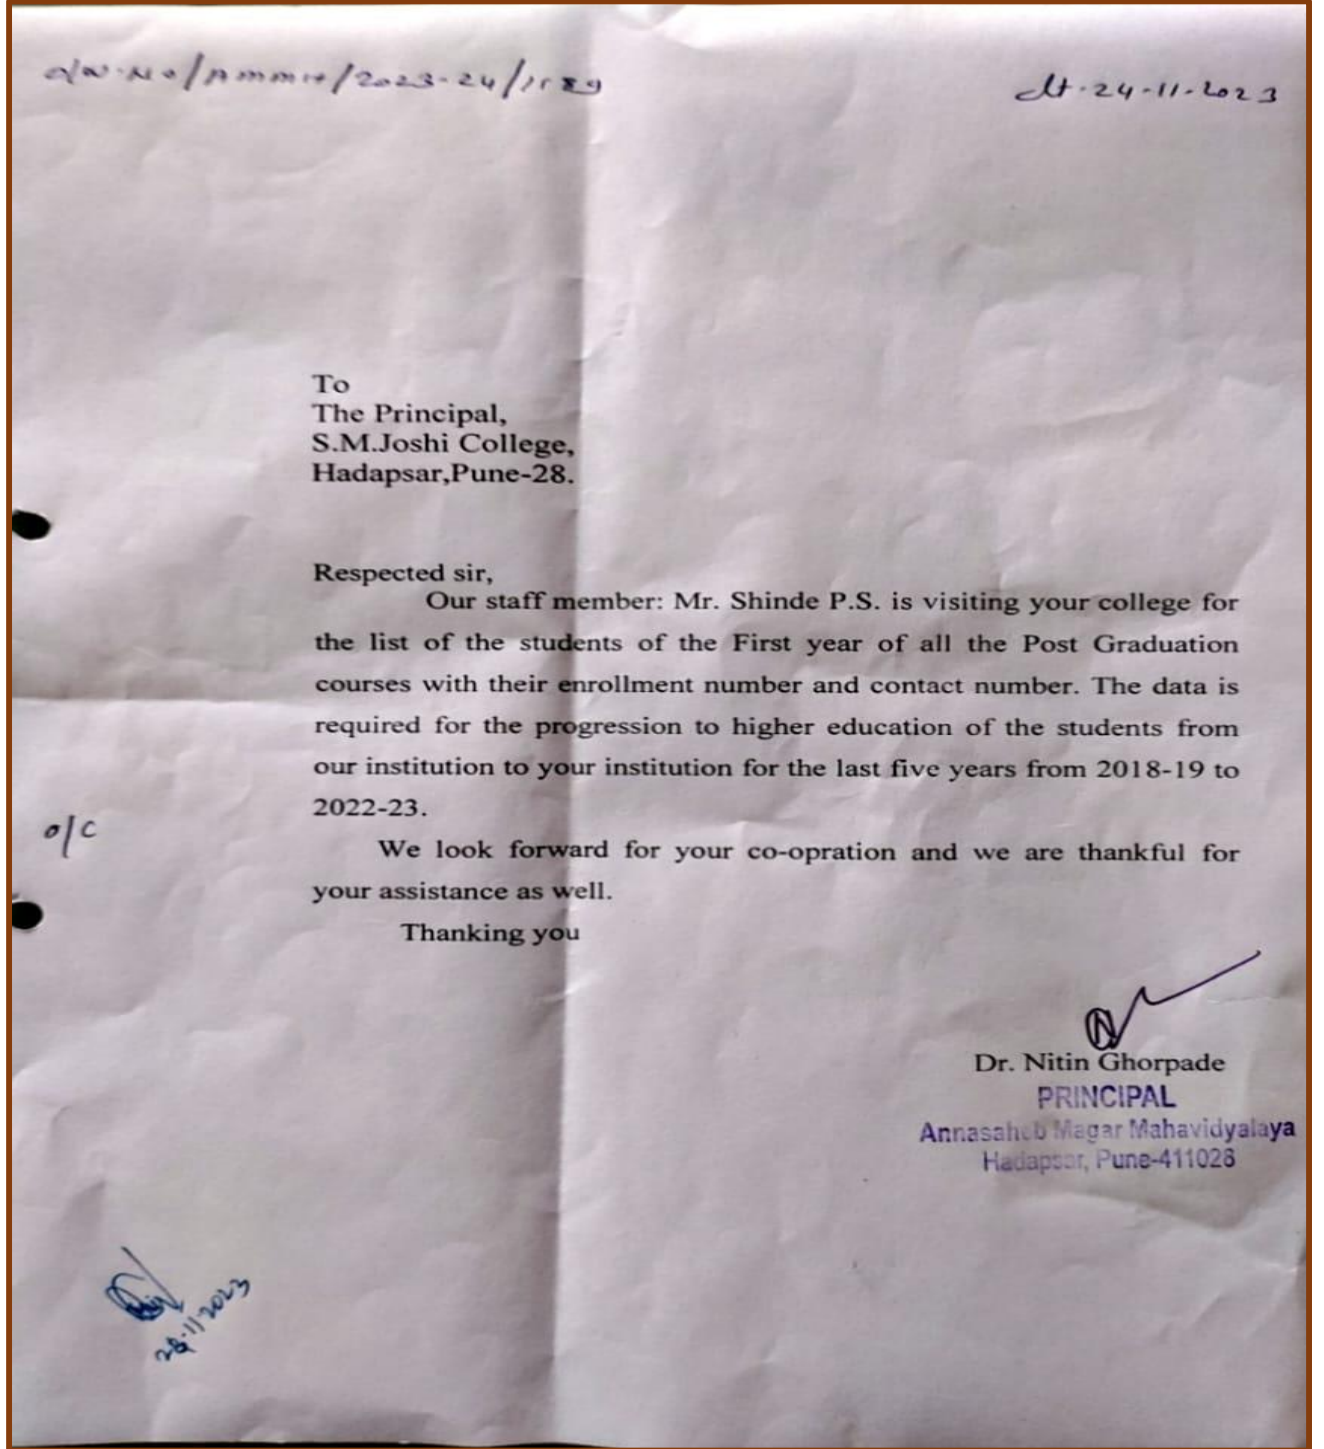 /2023-24/1589
dt.24-11-2023
To
The Principal,
S.M.Joshi College,
Hadapsar,Pune-28.
Respected sir,
Our staff member: Mr. Shinde P.S. is visiting your college for
the list of the students of the First year of all the Post Graduation
courses with their enrollment number and contact number. The data is
required for the progression to higher education of the students from
our institution to your institution for the last five years from 2018-19 to
2022-23.
o/c
We look forward for your co-opration and we are thankful for
your assistance as well.
Thanking you
Dr. Nitin Ghorpade
PRINCIPAL
Annasaheb Magar Mahavidyalaya
Hadapsar, Pune-411028
28/11/2023